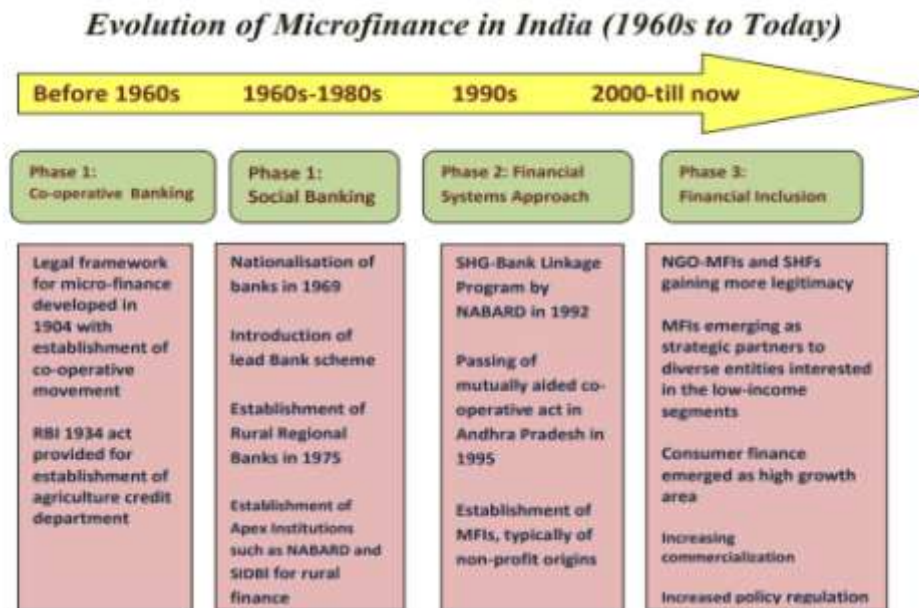 Evolution of Microfinance in India (1960s to Today)
Before 1960s 1960s-1980s 1990s 2000-till now
Phase 1:
Co-operative Banking
Phase 1:
Social Banking
Phase 2: Financial
Systems Approach
Phase 3:
Financial Inclusion
Legal framework
for micro-finance
developed in
1904 with
establishment of
co-operative
movement
RBI 1934 act
provided for
establishment of
agriculture credit
department
Nationalisation of
banks in 1969
Introduction of
lead Bank scheme
Establishment of
Rural Regional
Banks in 1975
Establishment of
Apex Institutions
such as NABARD and
SIDBI for rural
finance
SHG-Bank Linkage
Program by
NABARD in 1992
Passing of
mutually aided co-
operative act in
Andhra Pradesh in
1995
Establishment of
MFIs, typically of
non-profit origins
NGO-MFIs and SHFs
gaining more legitimacy
MFIs emerging as
strategic partners to
diverse entities interested
in the low-income
segments
Consumer finance
emerged as high growth
area
Increasing
commercialization
Increased policy regulation